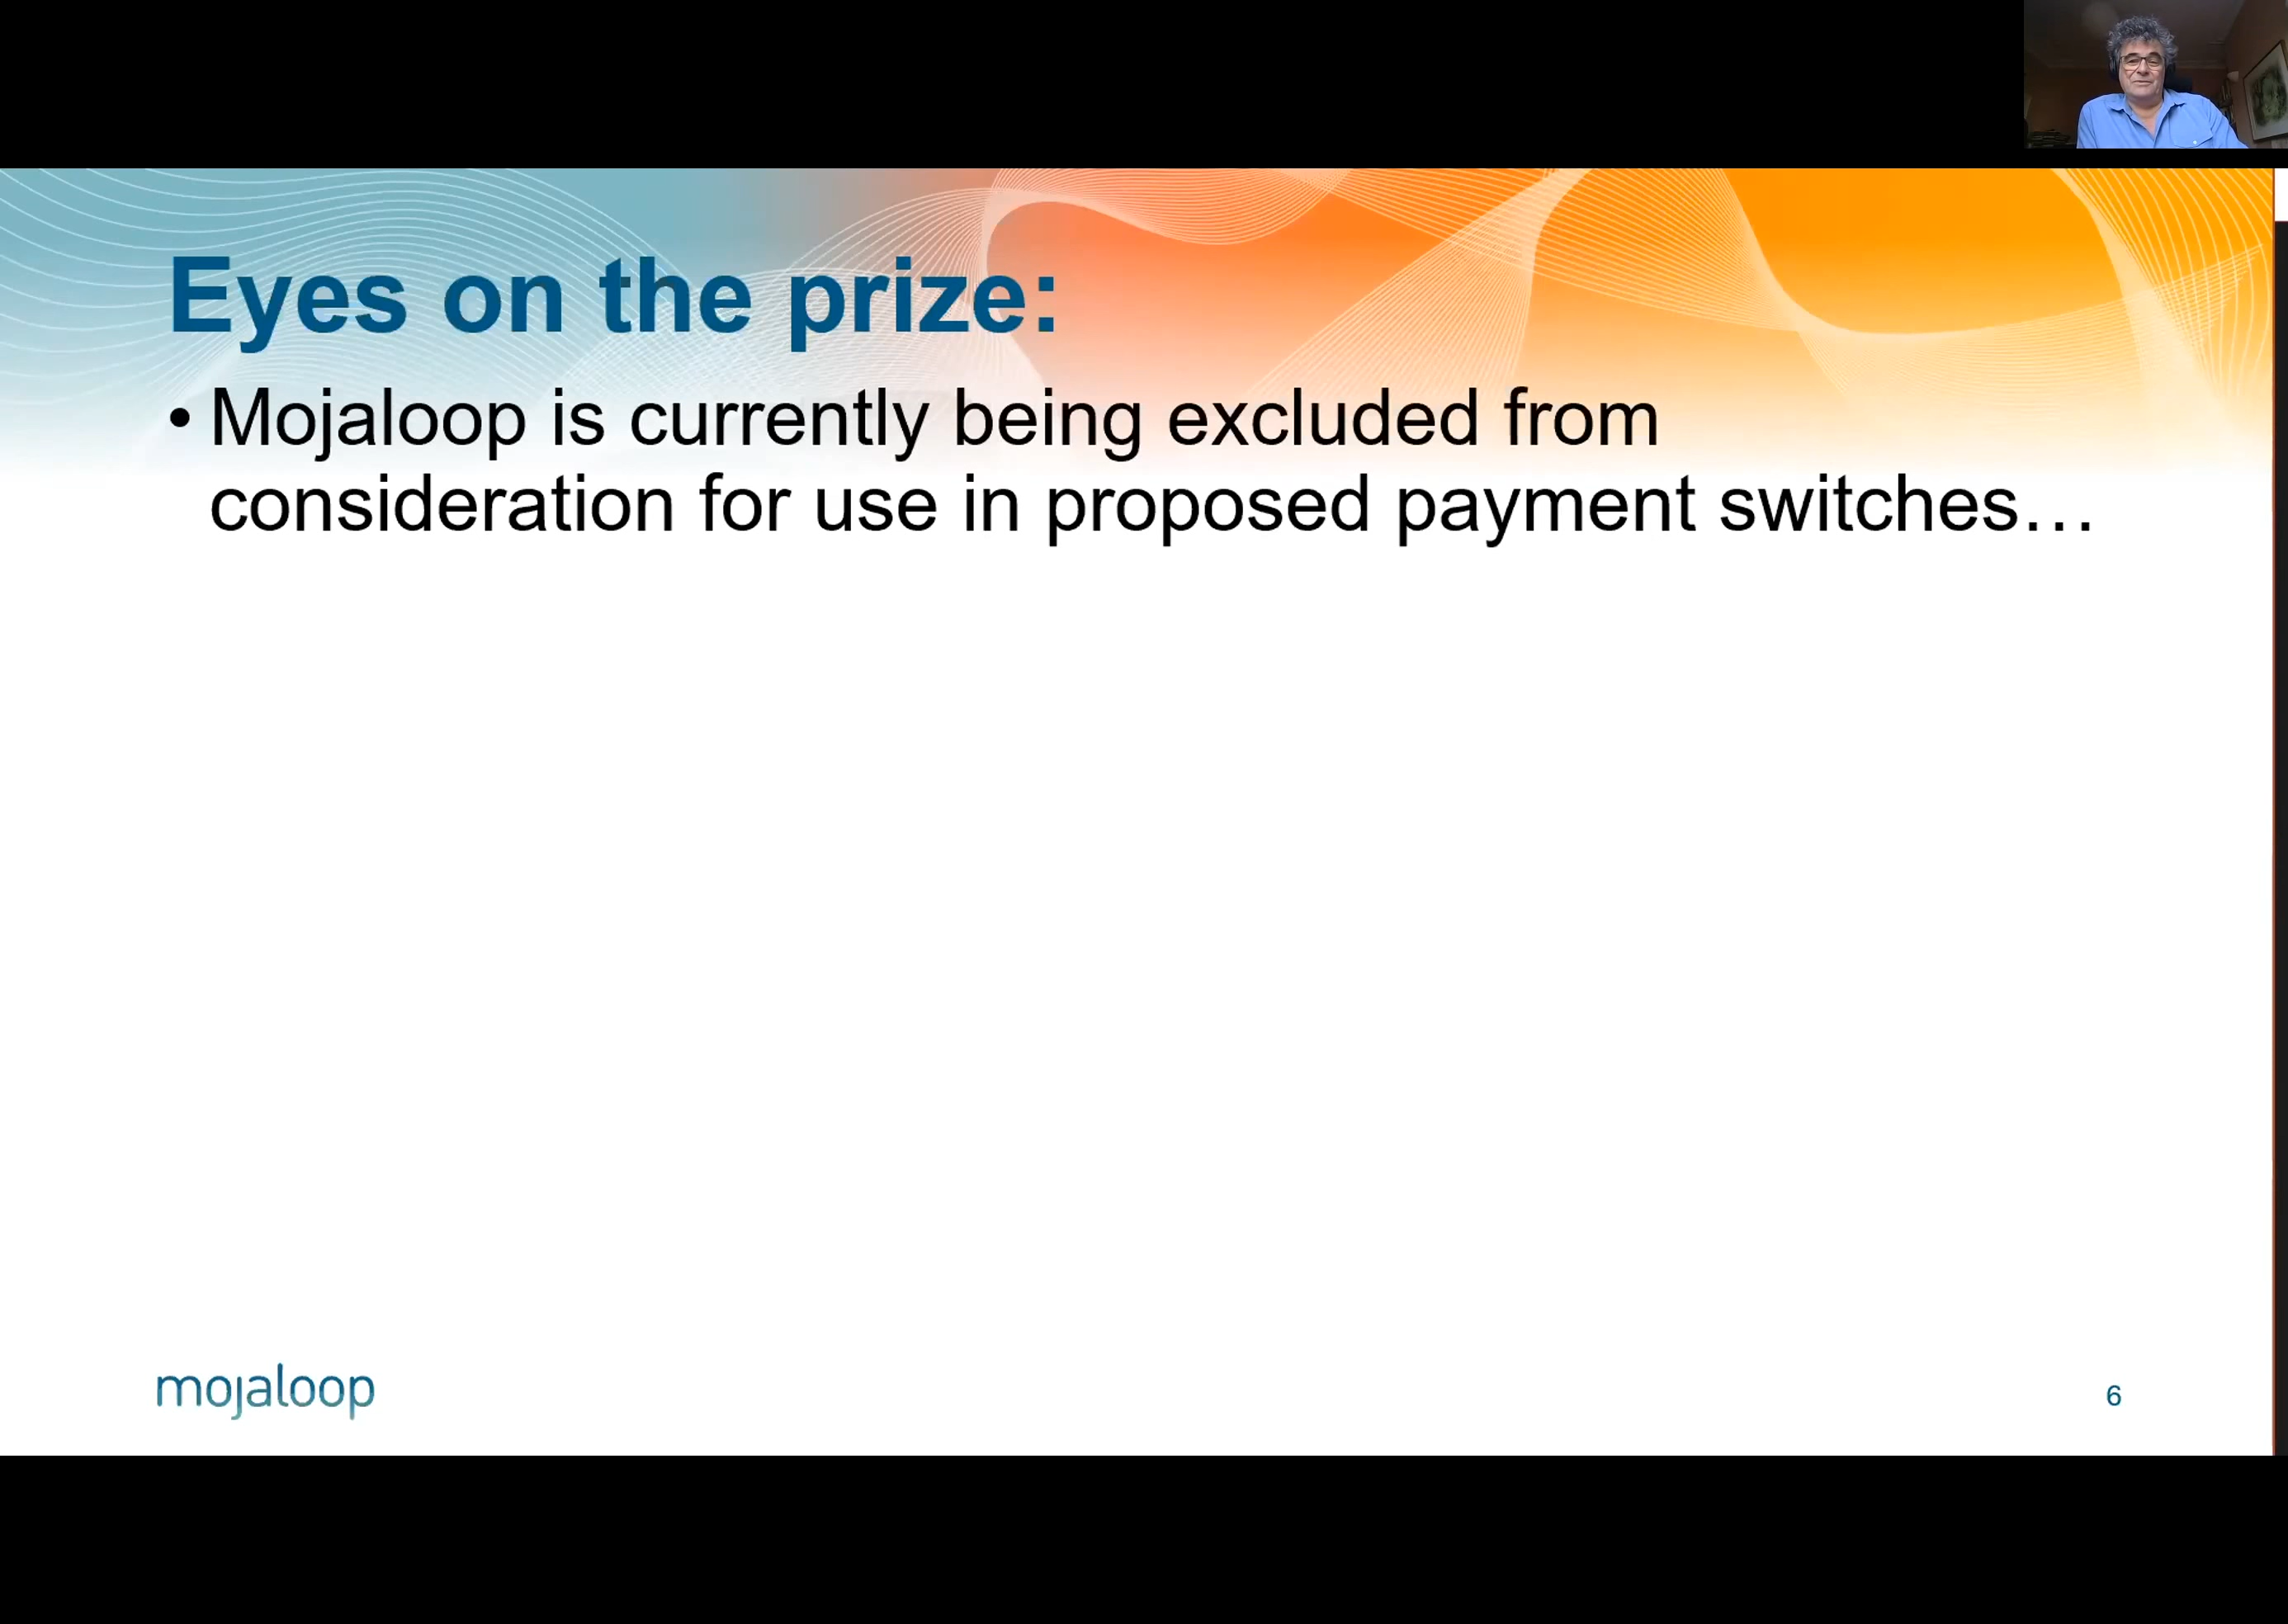 Eyes on the prize:
• Mojaloop is currently being excluded from
consideration for use in proposed payment switches…
mojaloop
6